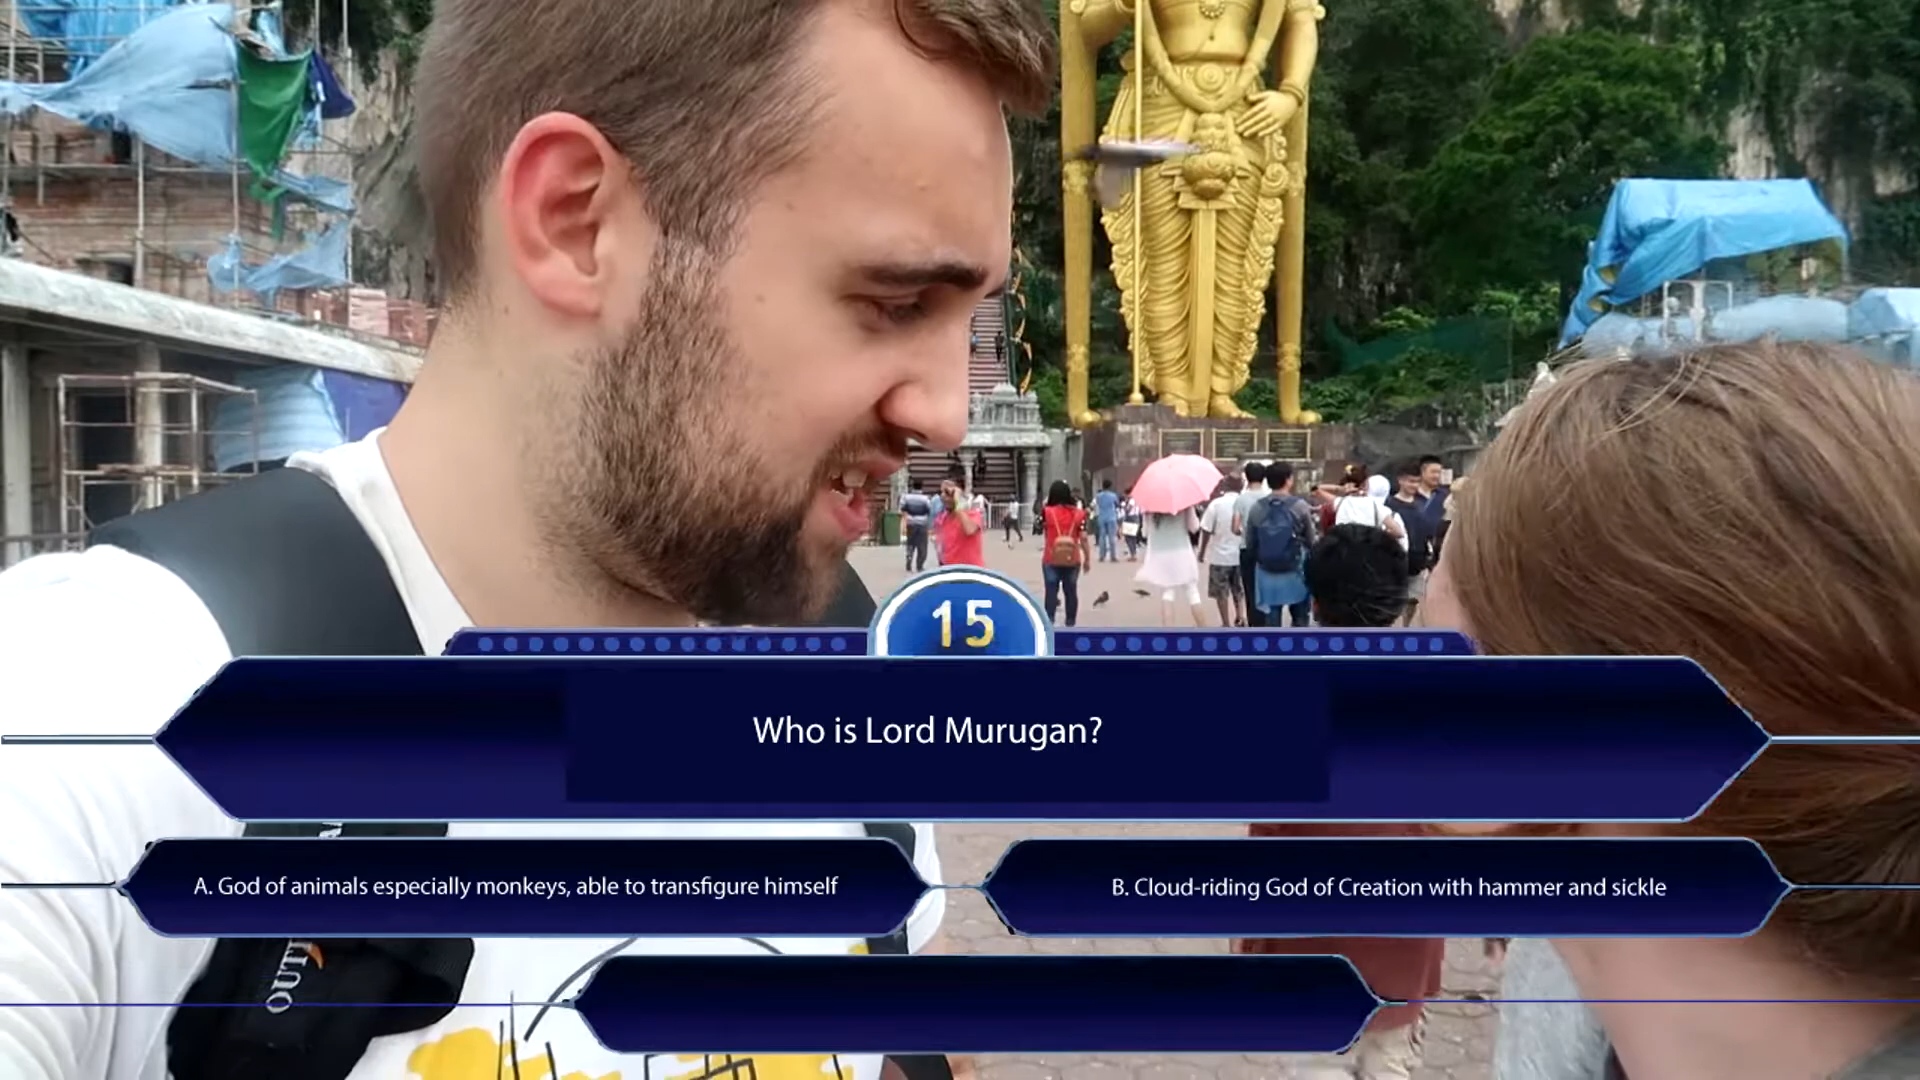 15
Who is Lord Murugan?
A. God of animals especially monkeys, able to transfigure himself
B. Cloud-riding God of Creation with hammer and sickle
OUT